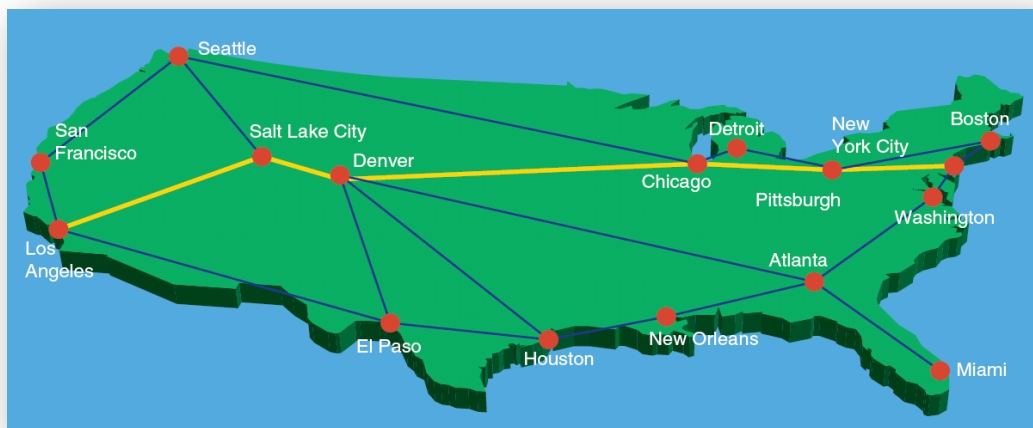 Seattle
San
Francisco
Salt Lake City
Denver
Los
Angeles
El Paso
Houston
New Orleans
Chicago
Detroit
Pittsburgh
New
York City
Boston
Washington
Atlanta
Miami